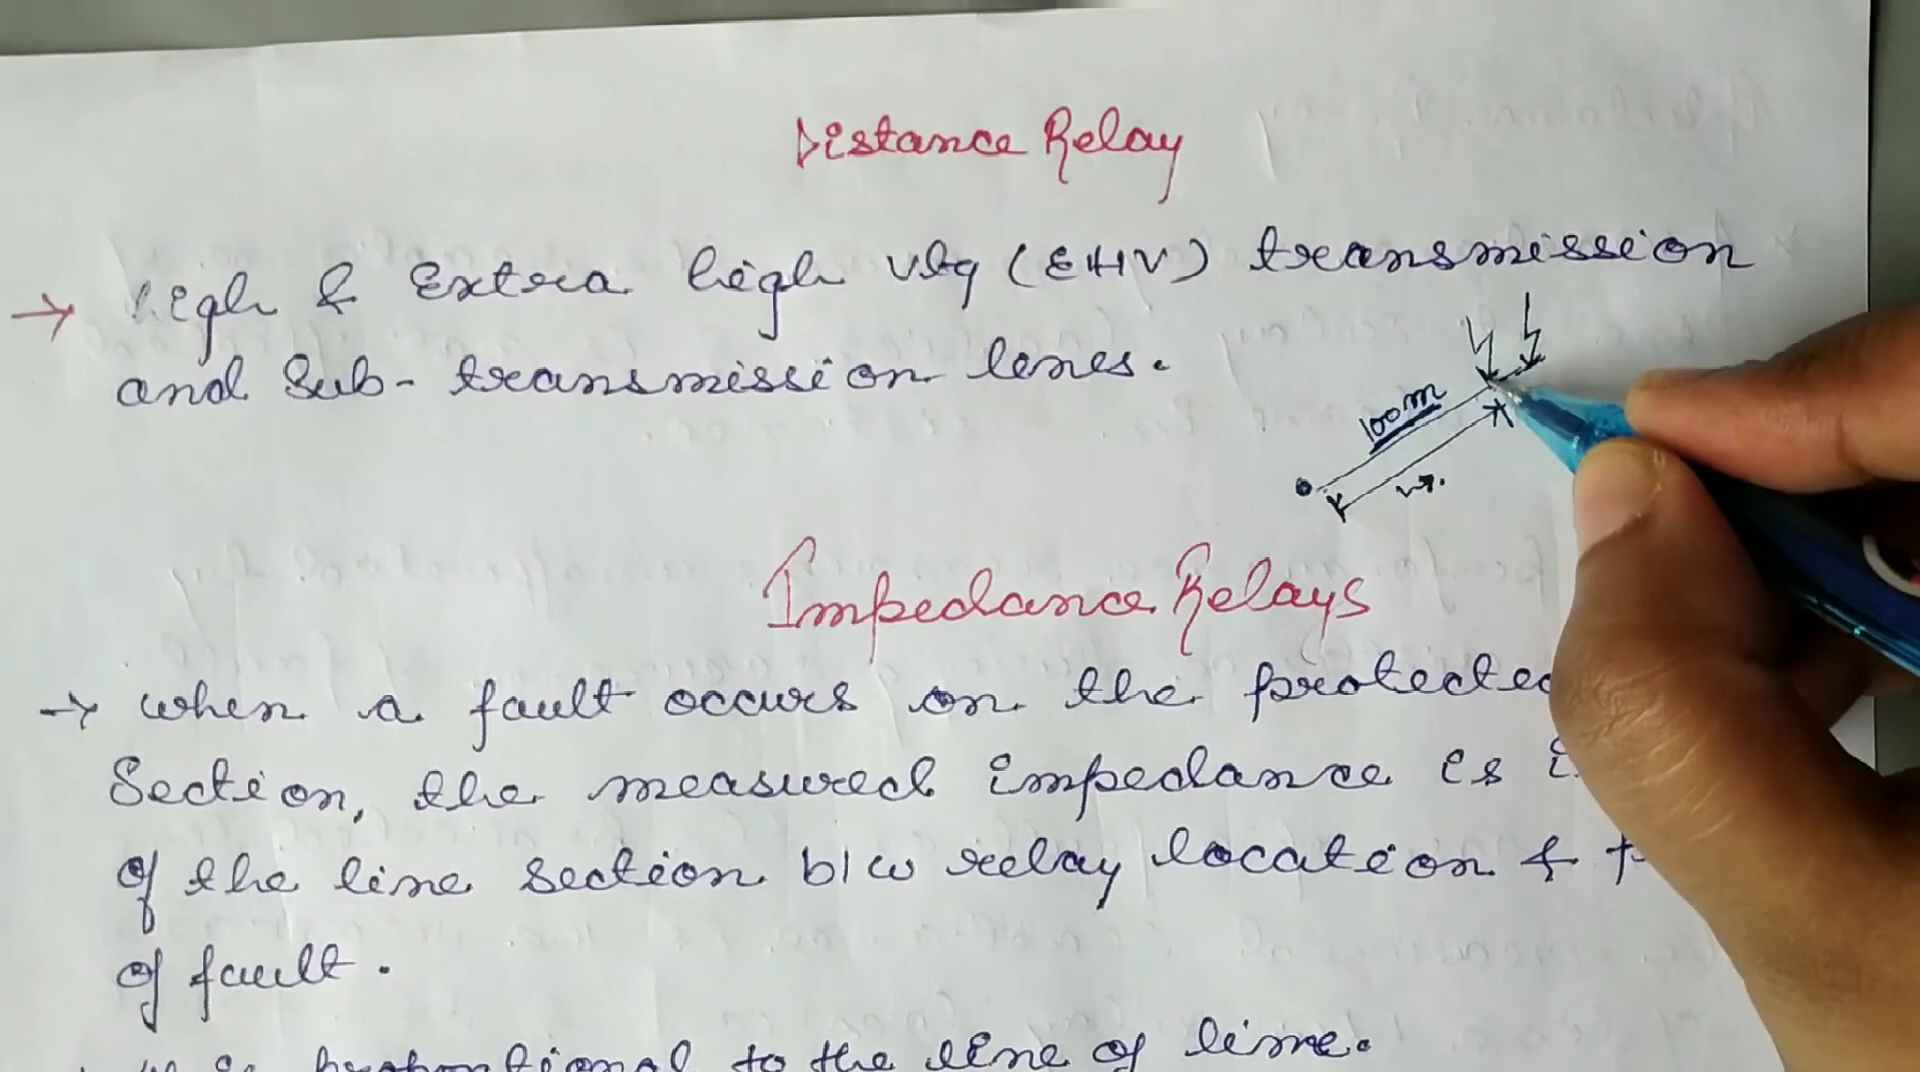 Distance Relay
→ High & Extra high vtg (EHV) transmission
and Sub-transmission lines.
100m
Impedance Relays
→ when a fault occurs on the protected
Section, the measured impedance is
of the line section b/w relay location &
of fault.
proportional to the line of line.